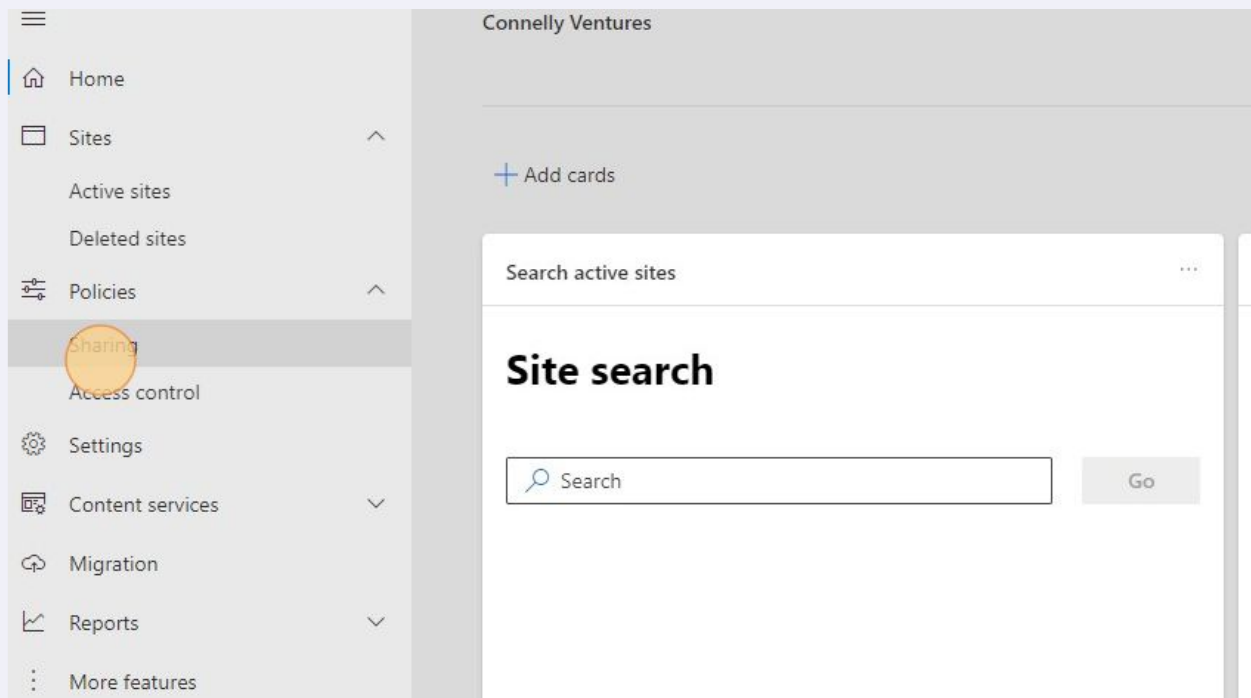 Connelly Ventures
Home
Sites
Active sites
Deleted sites
Policies
Sharing
Access control
Settings
Content services
Migration
Reports
More features
Add cards
Search active sites
Site search
Search
Go